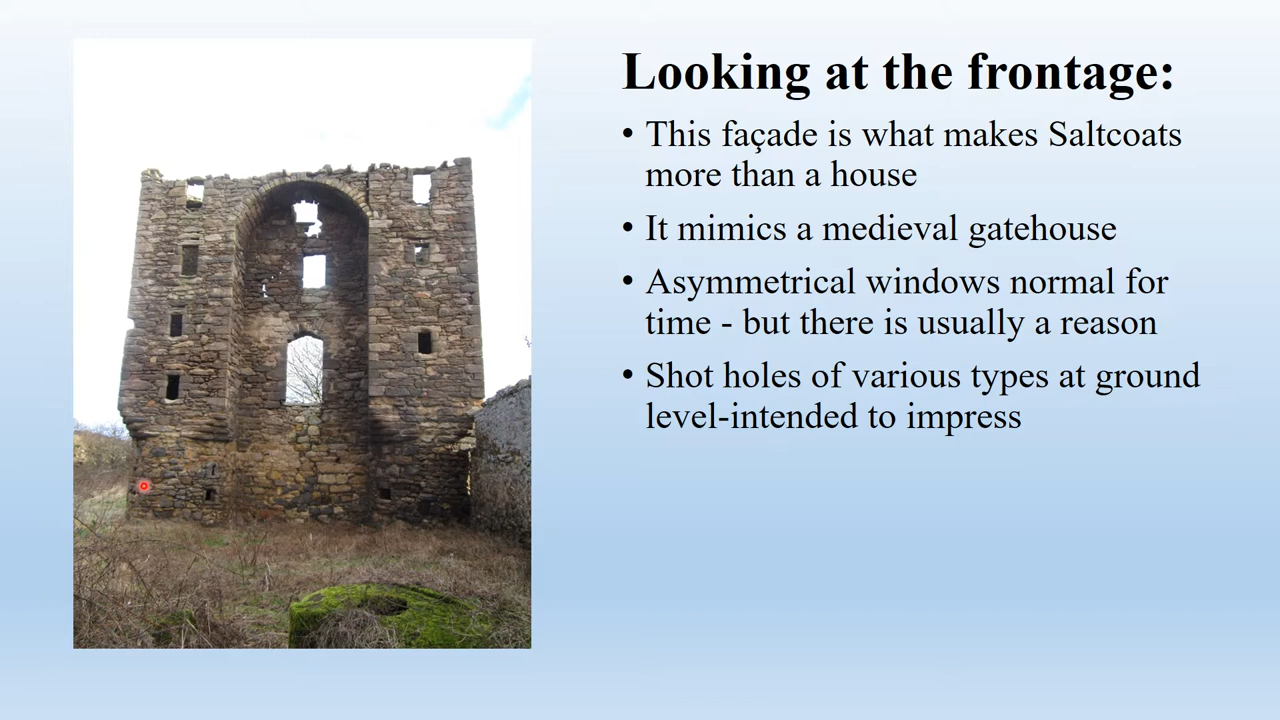 Looking at the frontage:
• This façade is what makes Saltcoats
more than a house
• It mimics a medieval gatehouse
• Asymmetrical windows normal for
time - but there is usually a reason
• Shot holes of various types at ground
level-intended to impress